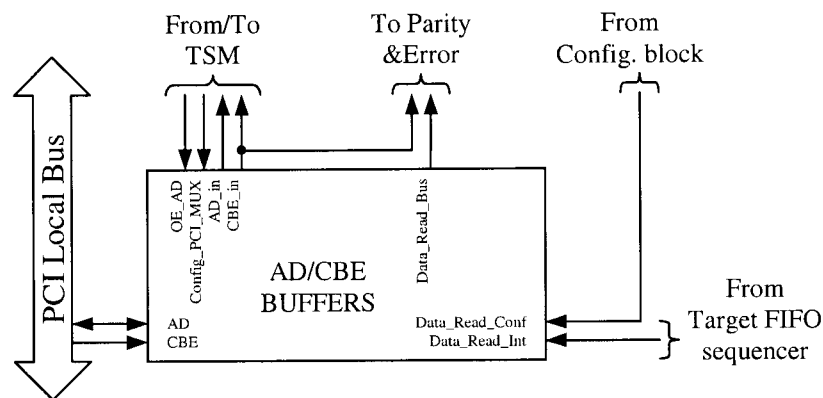 From/To
TSM
To Parity
&Error
From
Config. block
PCI Local Bus
OE_AD
Config_PCI_MUX
AD_in
CBE_in
Data_Read_Bus
AD/CBE
BUFFERS
AD
CBE
Data_Read_Conf
Data_Read_Int
From
Target FIFO
sequencer